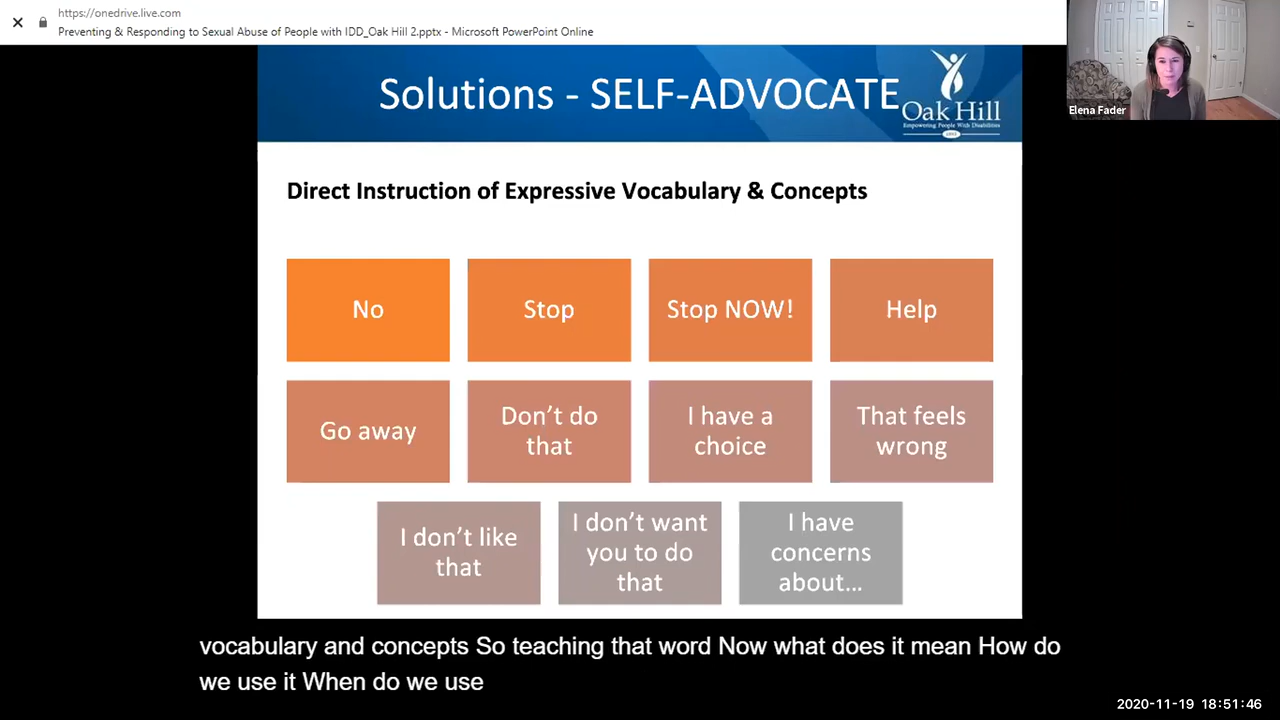 https://onedrive.live.com
Preventing & Responding to Sexual Abuse of People with IDD_Oak Hill 2.pptx - Microsoft PowerPoint Online
Elena Fader
Solutions - SELF-ADVOCATE
Oak Hill
Empowering People With Disabilities
Direct Instruction of Expressive Vocabulary & Concepts
No
Stop
Stop NOW!
Help
Go away
Don't do
that
I have a
choice
That feels
wrong
I don't like
that
I don't want
you to do
that
I have
concerns
about...
vocabulary and concepts So teaching that word Now what does it mean How do
we use it When do we use
2020-11-19 18:51:46